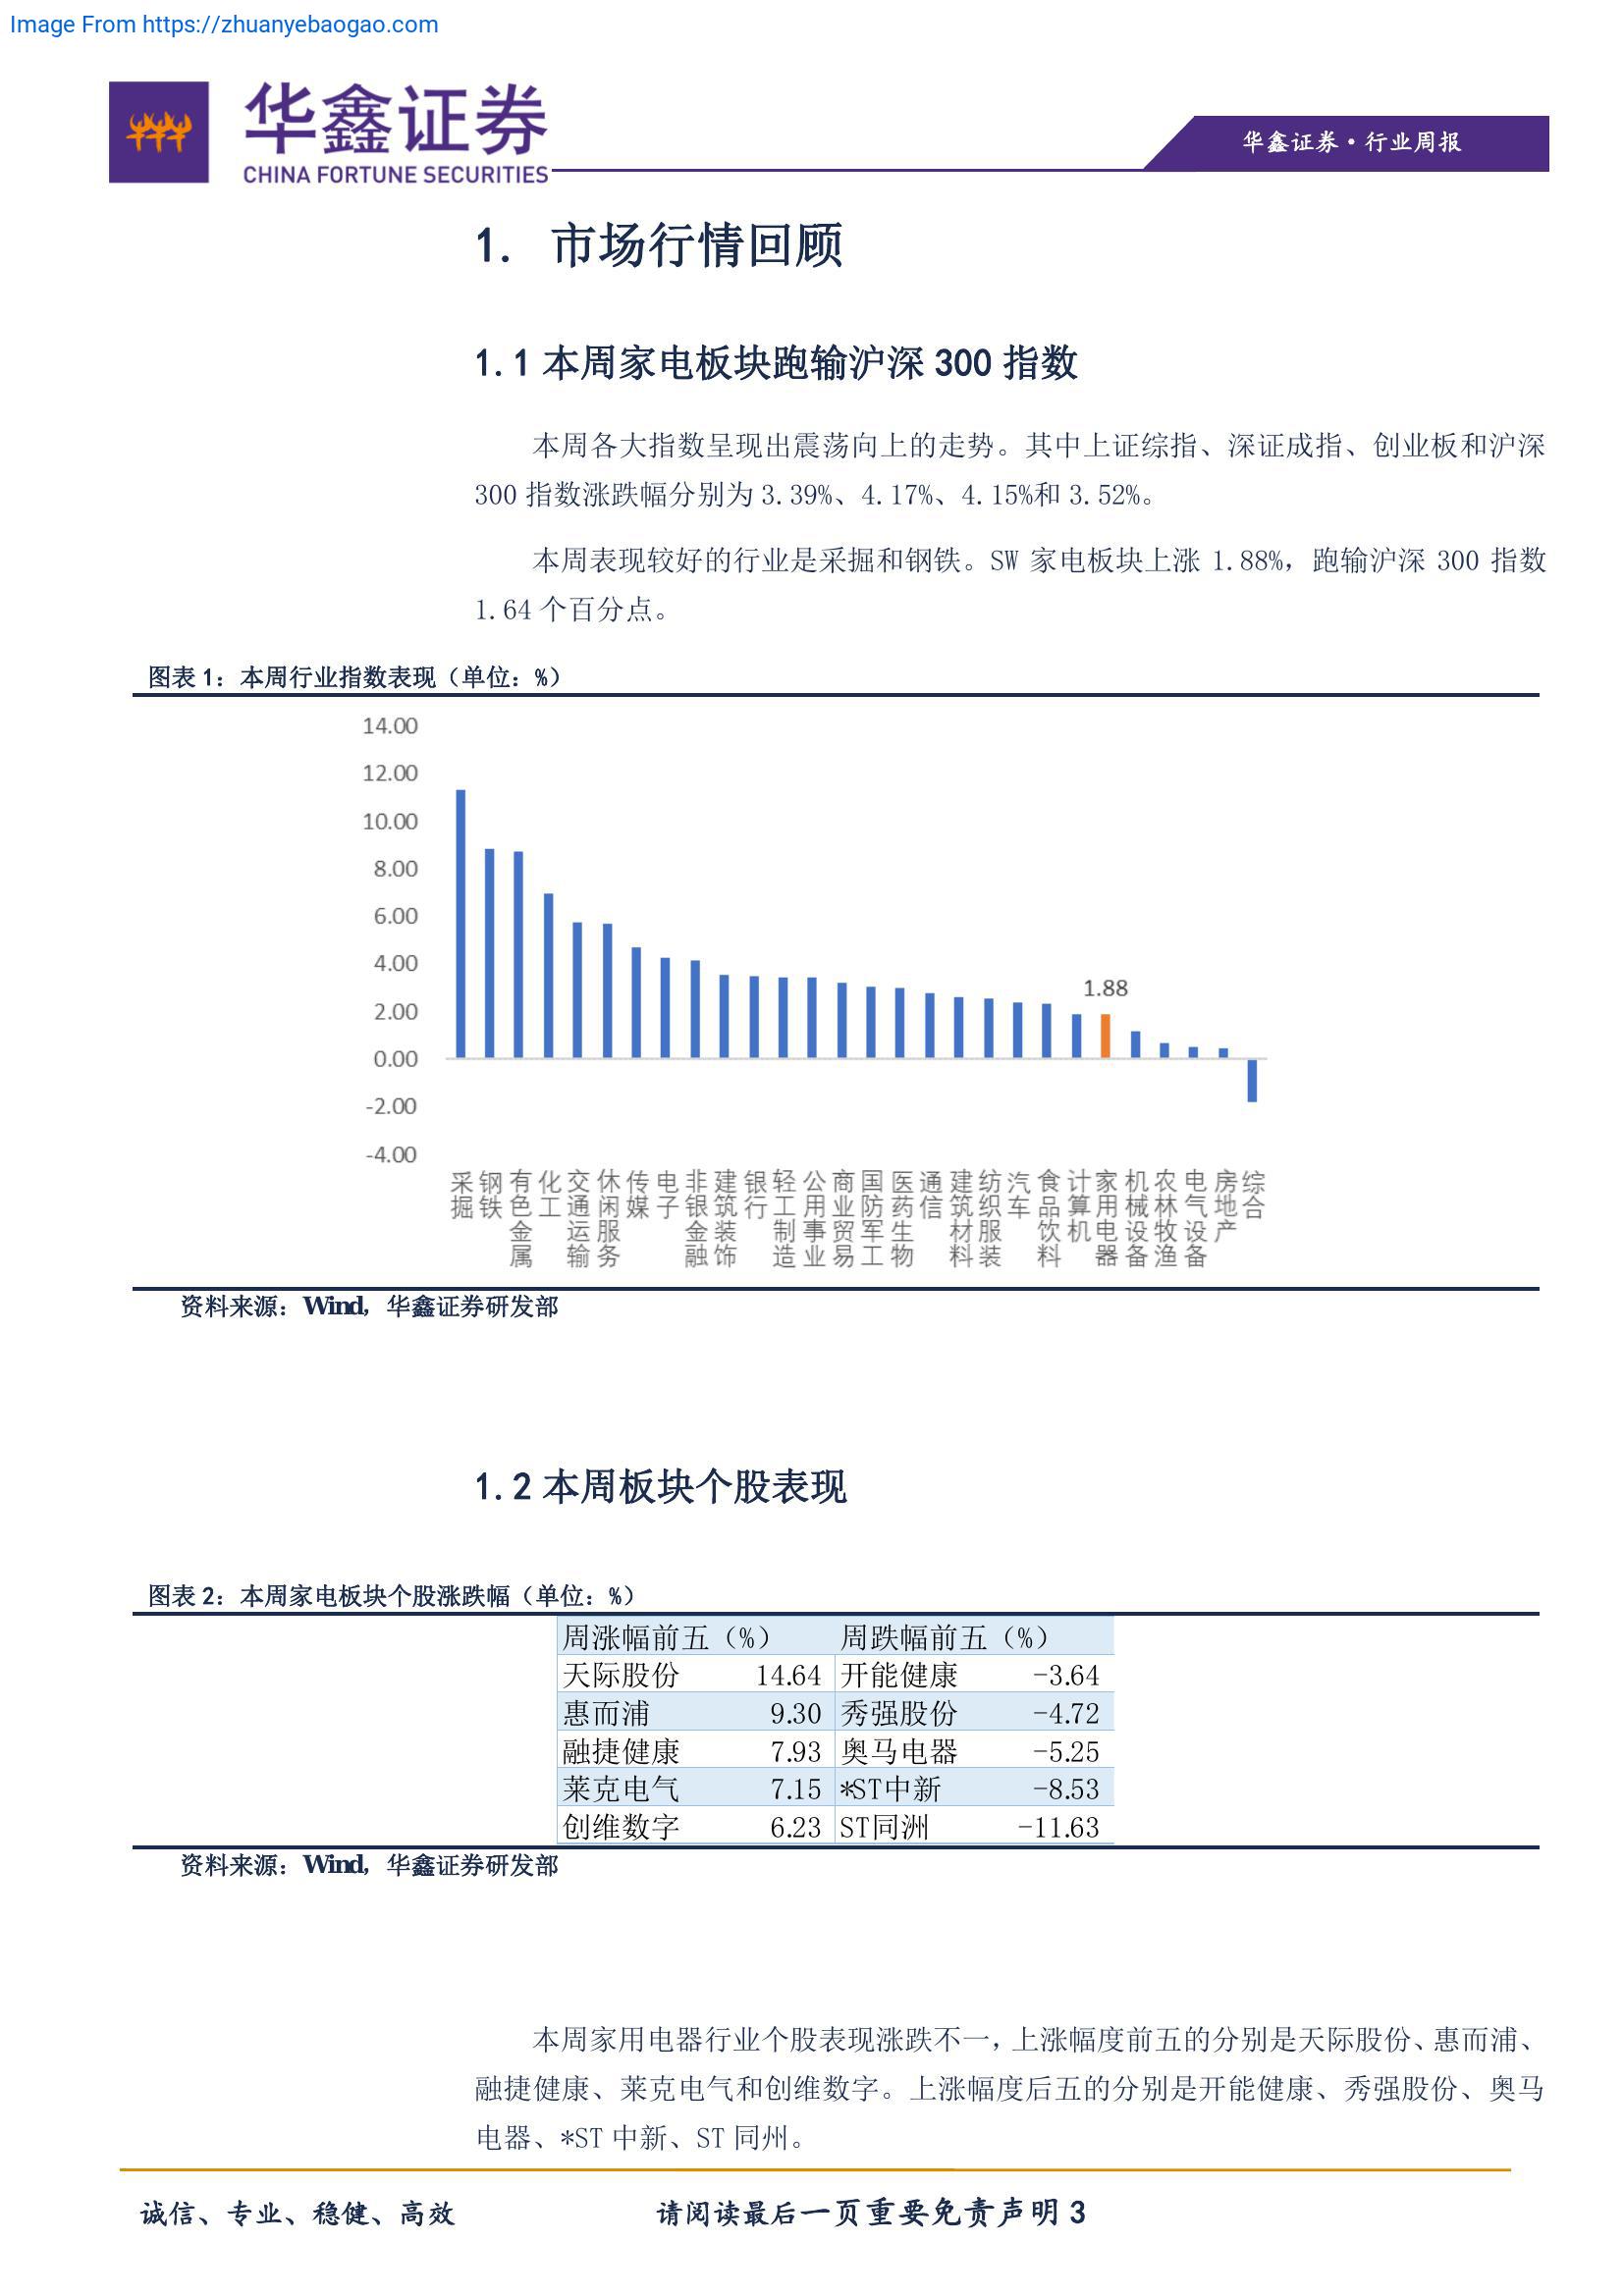 Image From https://zhuanyebaogao.com
华鑫证券
CHINA FORTUNE SECURITIES
华鑫证券·行业周报
1. 市场行情回顾
1.1 本周家电板块跑输沪深 300 指数
本周各大指数呈现出震荡向上的走势。其中上证综指、深证成指、创业板和沪深
300 指数涨跌幅分别为 3.39%、4.17%、4.15%和 3.52%。
本周表现较好的行业是采掘和钢铁。SW 家电板块上涨 1.88%，跑输沪深 300 指数
1.64 个百分点。
图表 1：本周行业指数表现（单位：%）
14.00
12.00
10.00
8.00
6.00
4.00
2.00
0.00
-2.00
-4.00
1.88
采掘
钢铁
有色金属
化工
交通运输
休闲服务
传媒
电子
非银金融
建筑装饰
银行
轻工制造
公用事业
商业贸易
国防军工
医药生物
通信
建筑材料
纺织服装
汽车
食品饮料
计算机
家用电器
机械设备
农林牧渔
电气设备
房地产
综合
资料来源：Wind，华鑫证券研发部
1.2 本周板块个股表现
图表 2：本周家电板块个股涨跌幅（单位：%）
周涨幅前五（%） 周跌幅前五（%）
天际股份 14.64 开能健康 -3.64
惠而浦 9.30 秀强股份 -4.72
融捷健康 7.93 奥马电器 -5.25
莱克电气 7.15 *ST中新 -8.53
创维数字 6.23 ST同洲 -11.63
资料来源：Wind，华鑫证券研发部
本周家用电器行业个股表现涨跌不一，上涨幅度前五的分别是天际股份、惠而浦、
融捷健康、莱克电气和创维数字。上涨幅度后五的分别是开能健康、秀强股份、奥马
电器、*ST 中新、ST 同州。
诚信、专业、稳健、高效
请阅读最后一页重要免责声明 3